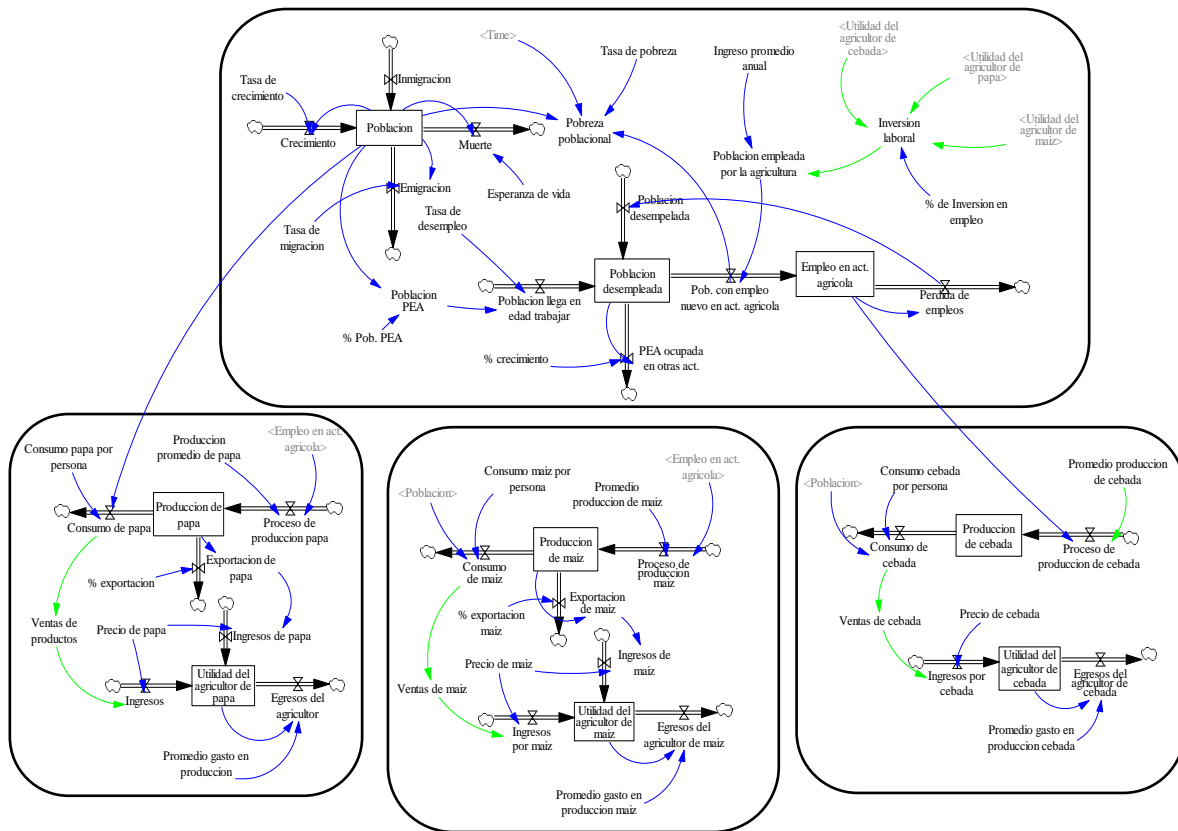 <Time>
Tasa de pobreza
Ingreso promedio
anual
<Utilidad del
agricultor de
cebada>
<Utilidad del
agricultor de
papa>
<Utilidad del
agricultor de
maiz>
Tasa de
crecimiento
Inmigracion
Poblacion
Crecimiento
Muerte
Pobreza
poblacional
Inversion
laboral
Poblacion empleada
por la agricultura
Emigracion
Esperanza de vida
% de Inversion en
empleo
Tasa de
migracion
Tasa de
desempleo
Poblacion
desempelada
Poblacion
desempleada
Empleo en act.
agricola
Poblacion
PEA
Poblacion llega en
edad trabajar
Pob. con empleo
nuevo en act. agricola
Perdida de
empleos
% Pob. PEA
% crecimiento
PEA ocupada
en otras act.
Consumo papa por
persona
Produccion
promedio de papa
<Empleo en act.
agricola>
Produccion de
papa
Consumo de papa
Proceso de
produccion papa
Exportacion de
papa
% exportacion
Ventas de
productos
Precio de papa
Ingresos de papa
Utilidad del
agricultor de
papa
Ingresos
Egresos del
agricultor
Promedio gasto en
produccion
<Poblacion>
Consumo maiz por
persona
Promedio
produccion de maiz
<Empleo en act.
agricola>
Produccion
de maiz
Consumo
de maiz
Proceso de
produccion maiz
Exportacion
de maiz
% exportacion
maiz
Ingresos de
maiz
Precio de maiz
Ventas de maiz
Utilidad del
agricultor de
maiz
Ingresos
por maiz
Egresos del
agricultor de maiz
Promedio gasto en
produccion maiz
<Poblacion>
Consumo cebada
por persona
Promedio produccion
de cebada
Produccion
de cebada
Consumo de
cebada
Proceso de
produccion de cebada
Ventas de cebada
Precio de cebada
Utilidad del
agricultor de
cebada
Ingresos por
cebada
Egresos del
agricultor de cebada
Promedio gasto en
produccion cebada